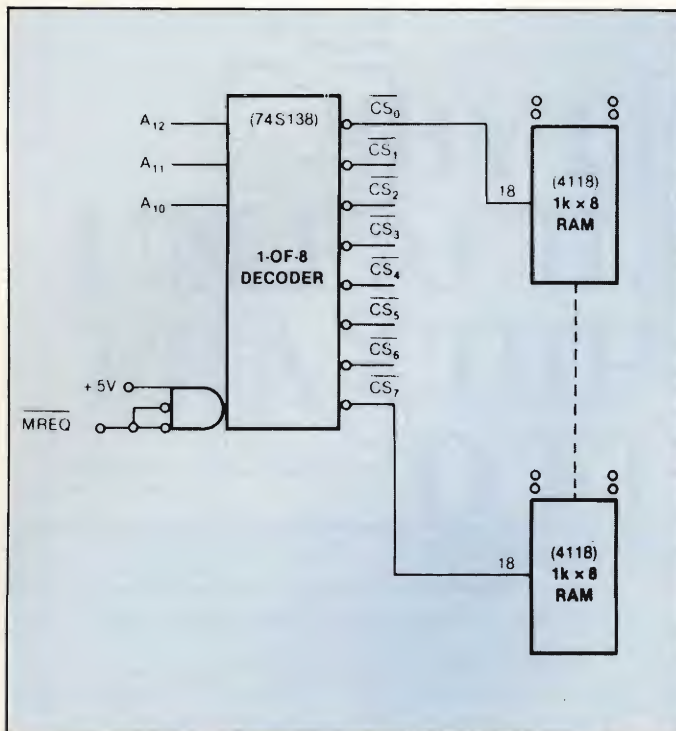 A12
A11
A10
(74S138)
1-OF-8
DECODER
+ 5V
MREQ
CS0
CS1
CS2
CS3
CS4
CS5
CS6
CS7
18
(4118)
1k × 8
RAM
18
(4118)
1k × 8
RAM